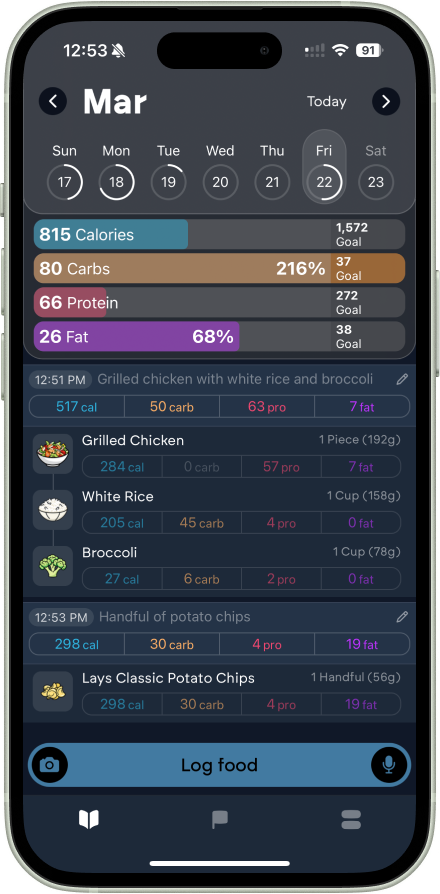 12:53 91
Mar Today
Sun Mon Tue Wed Thu Fri Sat
17 18 19 20 21 22 23
815 Calories 1,572 Goal
80 Carbs 216% 37 Goal
66 Protein 272 Goal
26 Fat 68% 38 Goal
12:51 PM Grilled chicken with white rice and broccoli
517 cal 50 carb 63 pro 7 fat
Grilled Chicken 1 Piece (192g)
284 cal 0 carb 57 pro 7 fat
White Rice 1 Cup (158g)
205 cal 45 carb 4 pro 0 fat
Broccoli 1 Cup (78g)
27 cal 6 carb 2 pro 0 fat
12:53 PM Handful of potato chips
298 cal 30 carb 4 pro 19 fat
Lays Classic Potato Chips 1 Handful (56g)
298 cal 30 carb 4 pro 19 fat
Log food